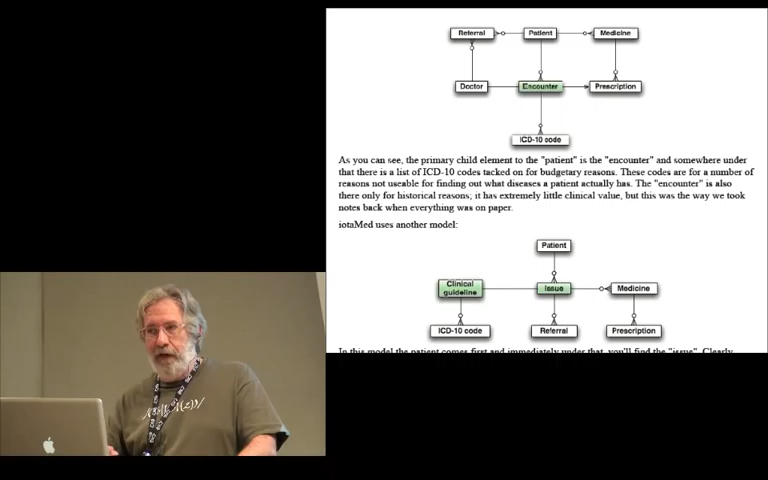 Referral Patient Medicine
Doctor Encounter Prescription
ICD-10 code
As you can see, the primary child element to the "patient" is the "encounter" and somewhere under
that there is a list of ICD-10 codes tacked on for budgetary reasons. These codes are for a number of
reasons not useable for finding out what diseases a patient actually has. The "encounter" is also
there only for historical reasons; it has extremely little clinical value, but this was the way we took
notes back when everything was on paper.
iotaMed uses another model:
Patient
Clinical
guideline Issue Medicine
ICD-10 code Referral Prescription
In this model the patient comes first and immediately under that, you'll find the "issue". Clearly